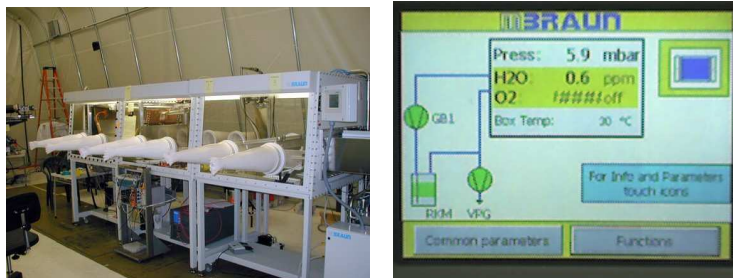 BRAUN
MBRAUN
Press: 5.9 mbar
H2O: 0.6 ppm
O2: !###! off
Box Temp: 30 °C
GB1
For Info and Parameters
touch icons
RKM VPG
Common parameters Functions